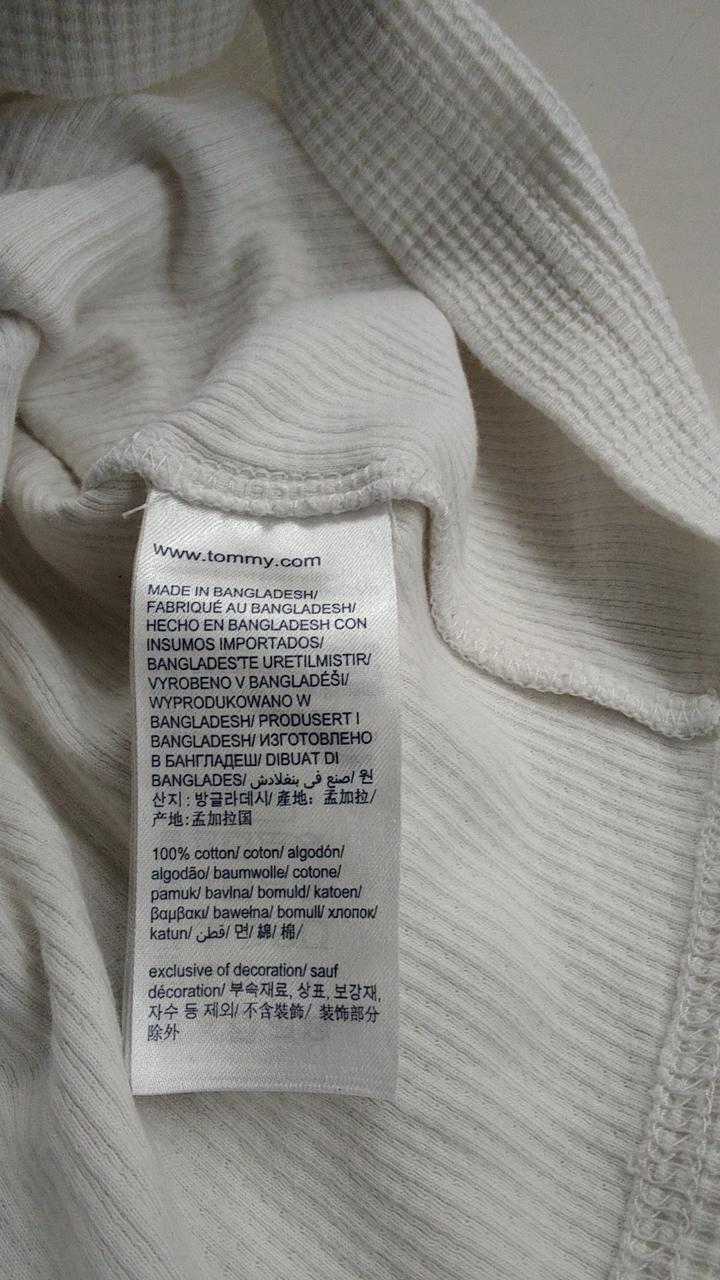 www.tommy.com
MADE IN BANGLADESH/
FABRIQUÉ AU BANGLADESH/
HECHO EN BANGLADESH CON
INSUMOS IMPORTADOS/
BANGLADES'TE URETILMISTIR/
VYROBENO V BANGLADÉŠI/
WYPRODUKOWANO W
BANGLADESH/ PRODUSERT I
BANGLADESH/ ИЗГОТОВЛЕНО
В БАНГЛАДЕШ/ DIBUAT DI
BANGLADES/ صنع في بنغلادش/ 원
산지 : 방글라데시/ 產地： 孟加拉/
产地:孟加拉国
100% cotton/ coton/ algodón/
algodão/ baumwolle/ cotone/
pamuk/ bavlna/ bomuld/ katoen/
βαμβακι/ bawełna/ bomull/ хлопок/
katun/ قطن/ 면/ 綿/ 棉/
exclusive of decoration/ sauf
décoration/ 부속재료, 상표, 보강재,
자수 등 제외/ 不含裝飾/ 装饰部分
除外